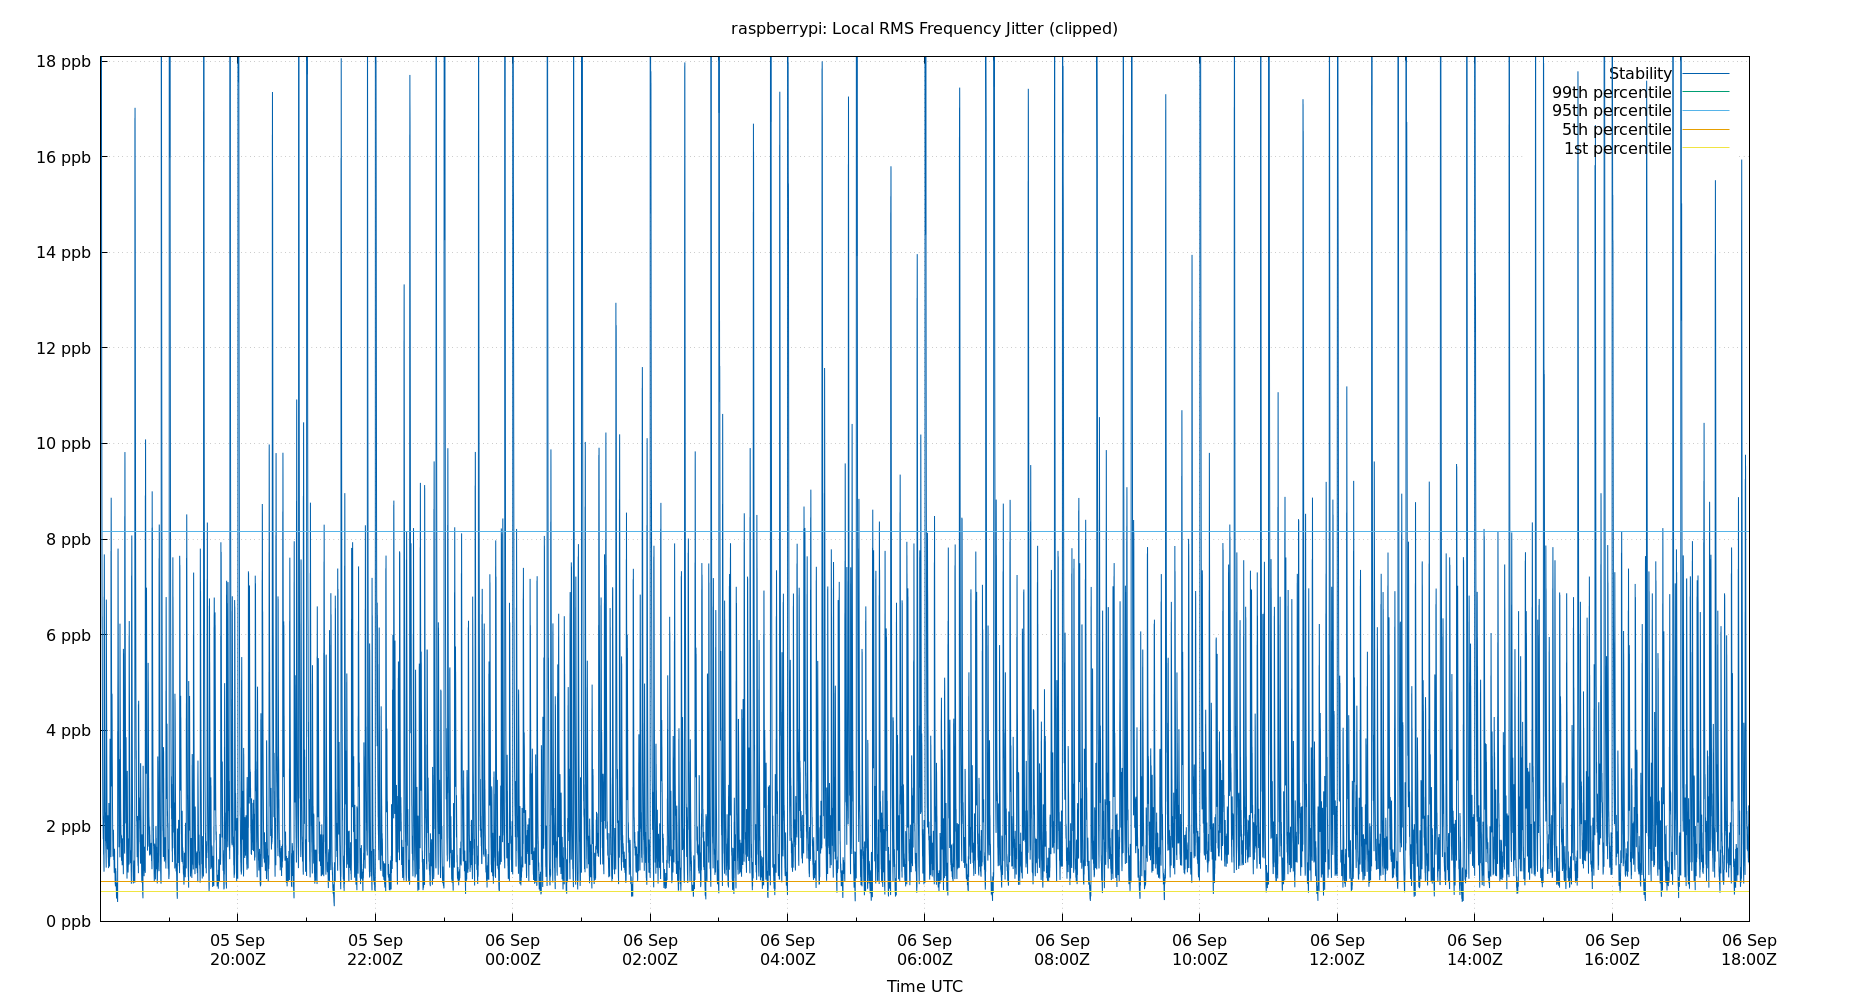 raspberrypi: Local RMS Frequency Jitter (clipped)
18 ppb
16 ppb
14 ppb
12 ppb
10 ppb
8 ppb
6 ppb
4 ppb
2 ppb
0 ppb
Stability
99th percentile
95th percentile
5th percentile
1st percentile
05 Sep 05 Sep 06 Sep 06 Sep 06 Sep 06 Sep 06 Sep 06 Sep 06 Sep 06 Sep 06 Sep 06 Sep
20:00Z 22:00Z 00:00Z 02:00Z 04:00Z 06:00Z 08:00Z 10:00Z 12:00Z 14:00Z 16:00Z 18:00Z
Time UTC